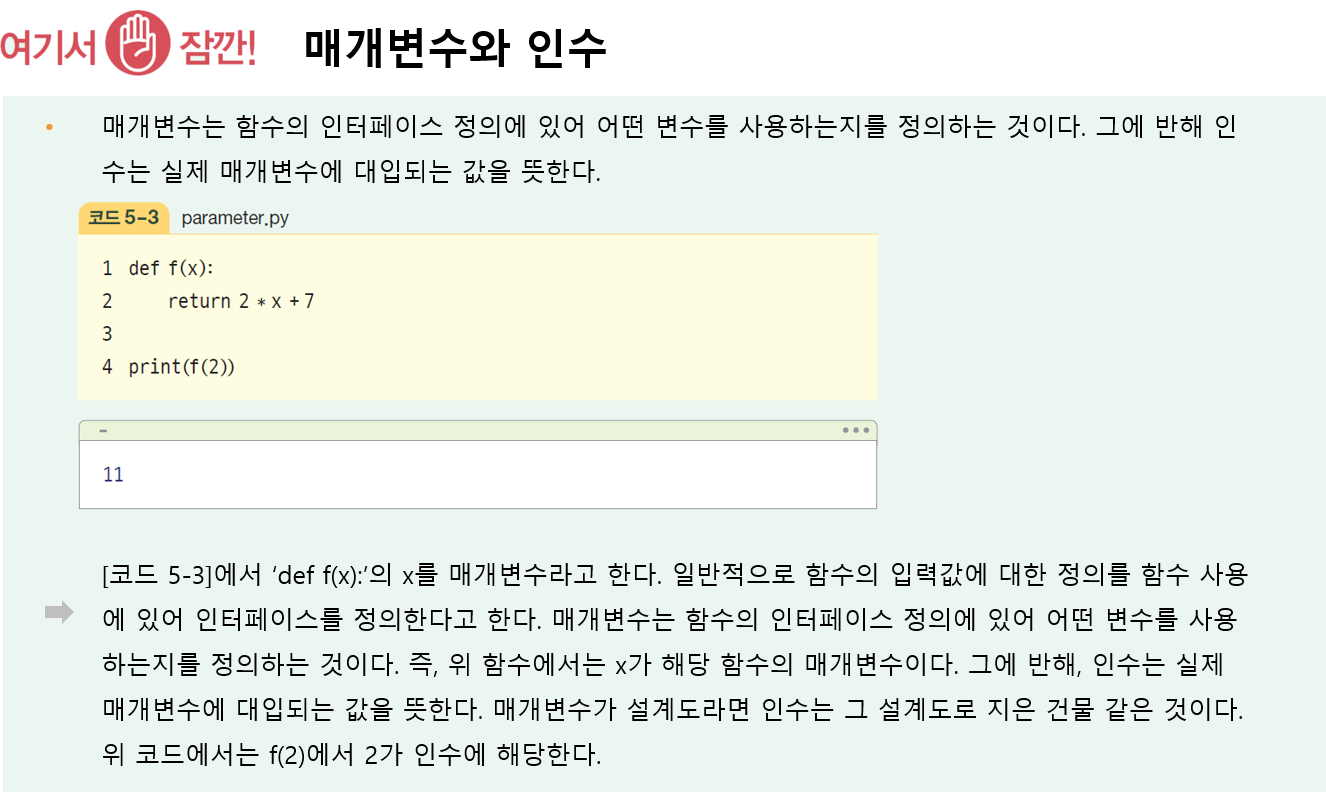 여기서 잠깐! 매개변수와 인수
• 매개변수는 함수의 인터페이스 정의에 있어 어떤 변수를 사용하는지를 정의하는 것이다. 그에 반해 인
수는 실제 매개변수에 대입되는 값을 뜻한다.
코드 5-3 parameter.py
1 def f(x):
2     return 2 * x + 7
3
4 print(f(2))
11
[코드 5-3]에서 ‘def f(x):’의 x를 매개변수라고 한다. 일반적으로 함수의 입력값에 대한 정의를 함수 사용
에 있어 인터페이스를 정의한다고 한다. 매개변수는 함수의 인터페이스 정의에 있어 어떤 변수를 사용
하는지를 정의하는 것이다. 즉, 위 함수에서는 x가 해당 함수의 매개변수이다. 그에 반해, 인수는 실제
매개변수에 대입되는 값을 뜻한다. 매개변수가 설계도라면 인수는 그 설계도로 지은 건물 같은 것이다.
위 코드에서는 f(2)에서 2가 인수에 해당한다.